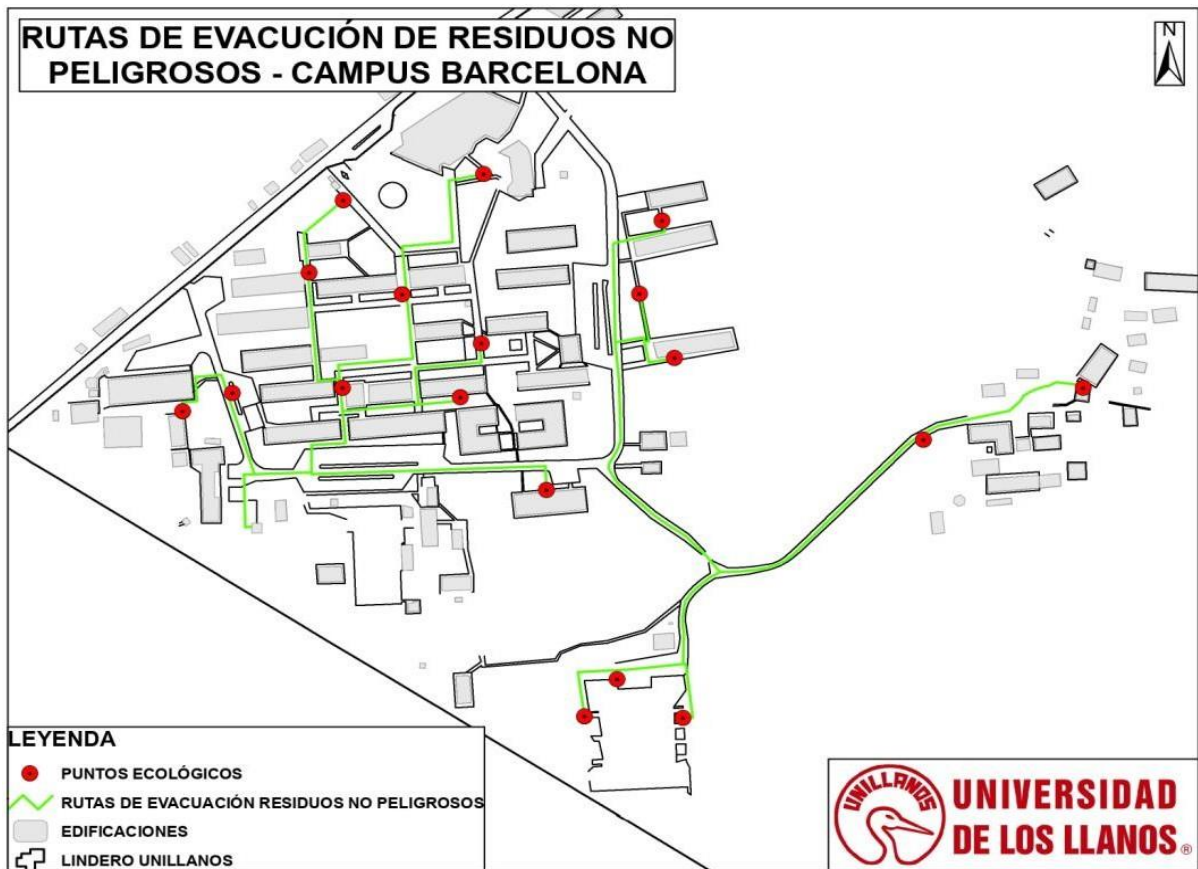 RUTAS DE EVACUCIÓN DE RESIDUOS NO
PELIGROSOS - CAMPUS BARCELONA
N
LEYENDA
PUNTOS ECOLÓGICOS
RUTAS DE EVACUACIÓN RESIDUOS NO PELIGROSOS
EDIFICACIONES
LINDERO UNILLANOS
UNILLANOS
UNIVERSIDAD
DE LOS LLANOS ®